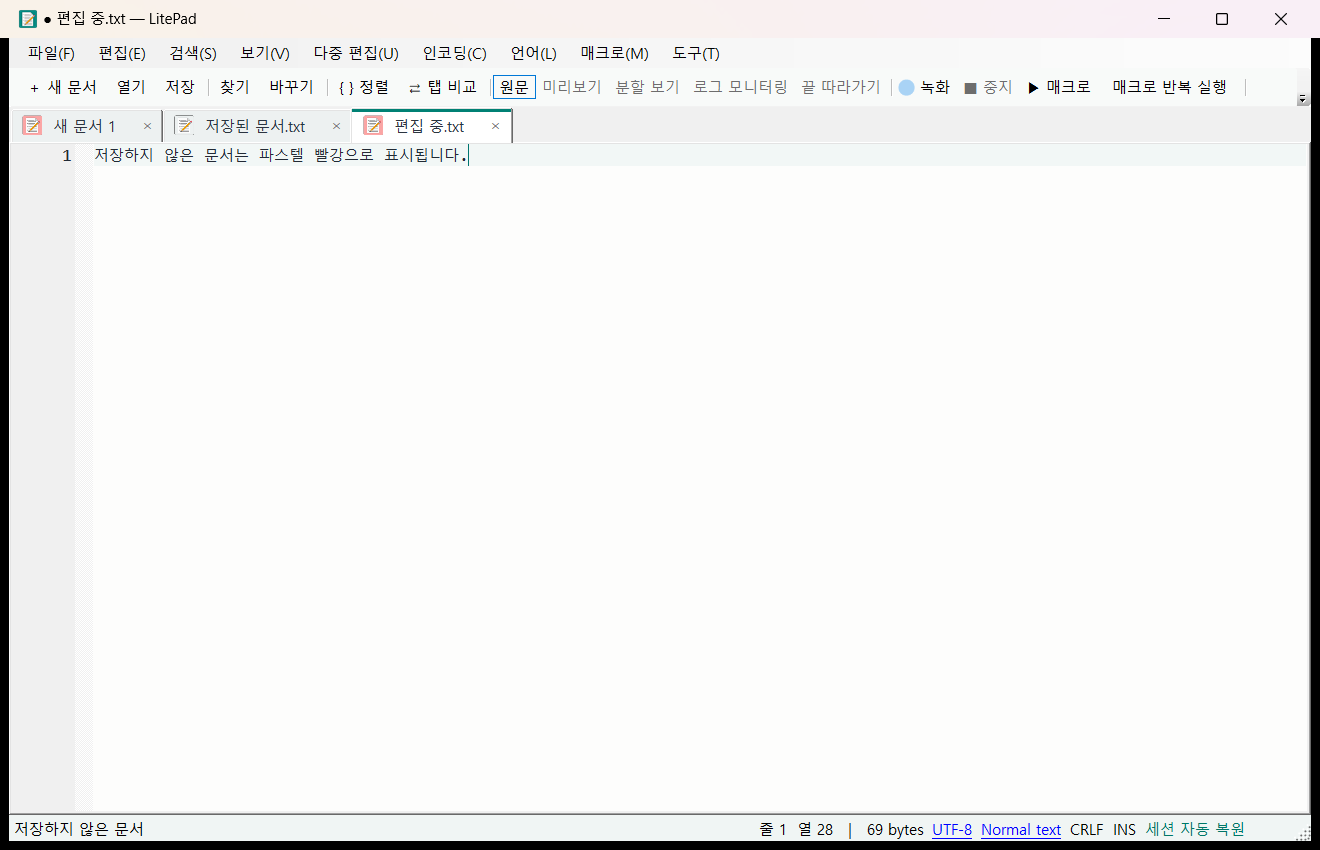 ● 편집 중.txt — LitePad
파일(F) 편집(E) 검색(S) 보기(V) 다중 편집(U) 인코딩(C) 언어(L) 매크로(M) 도구(T)
+ 새 문서 열기 저장 찾기 바꾸기 { } 정렬 ⇄ 탭 비교 원문 미리보기 분할 보기 로그 모니터링 끝 따라가기 녹화 ■ 중지 ▶ 매크로 매크로 반복 실행
새 문서 1 × 저장된 문서.txt × 편집 중.txt ×
1 저장하지 않은 문서는 파스텔 빨강으로 표시됩니다.
저장하지 않은 문서 줄 1 열 28 | 69 bytes UTF-8 Normal text CRLF INS 세션 자동 복원